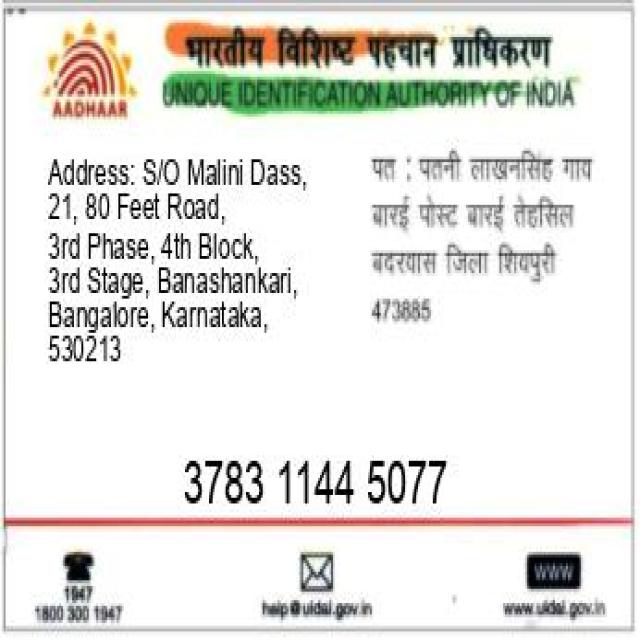 भारतीय विशिष्ट पहचान प्राधिकरण
AADHAAR
UNIQUE IDENTIFICATION AUTHORITY OF INDIA
Address: S/O Malini Dass,
21, 80 Feet Road,
3rd Phase, 4th Block,
3rd Stage, Banashankari,
Bangalore, Karnataka,
530213
पत : पतनी लाखनसिंह गाय
बारई पोस्ट बारई तेहसिल
बदरवास जिला शिवपुरी
473885
3783 1144 5077
1947
1800 300 1947
help@uidai.gov.in
WWW
www.uidai.gov.in